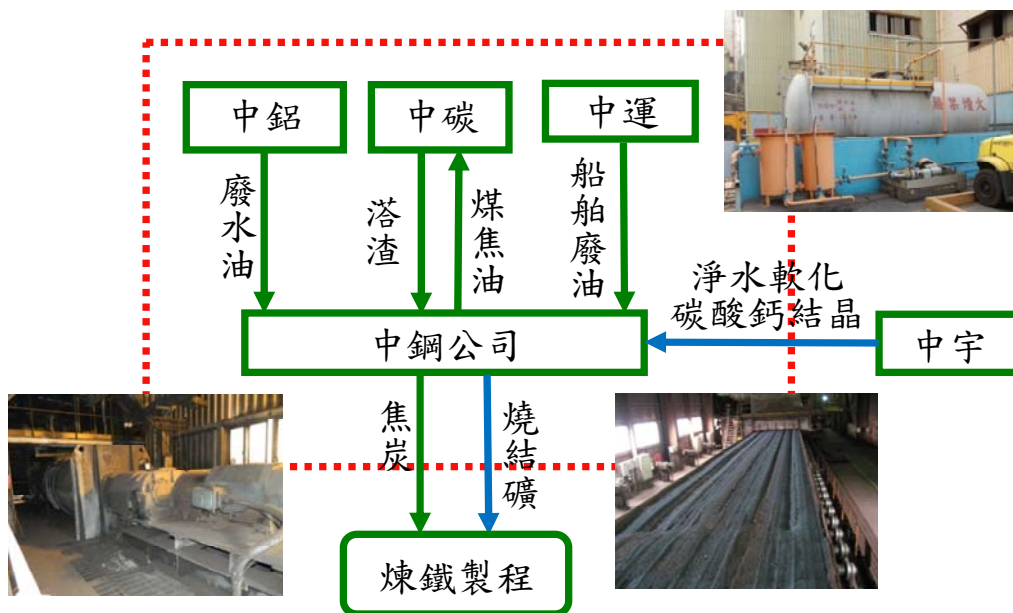 中鋁
中碳
中運
廢水油
涾渣
煤焦油
船舶廢油
淨水軟化
碳酸鈣結晶
中鋼公司
中宇
焦炭
燒結礦
煉鐵製程